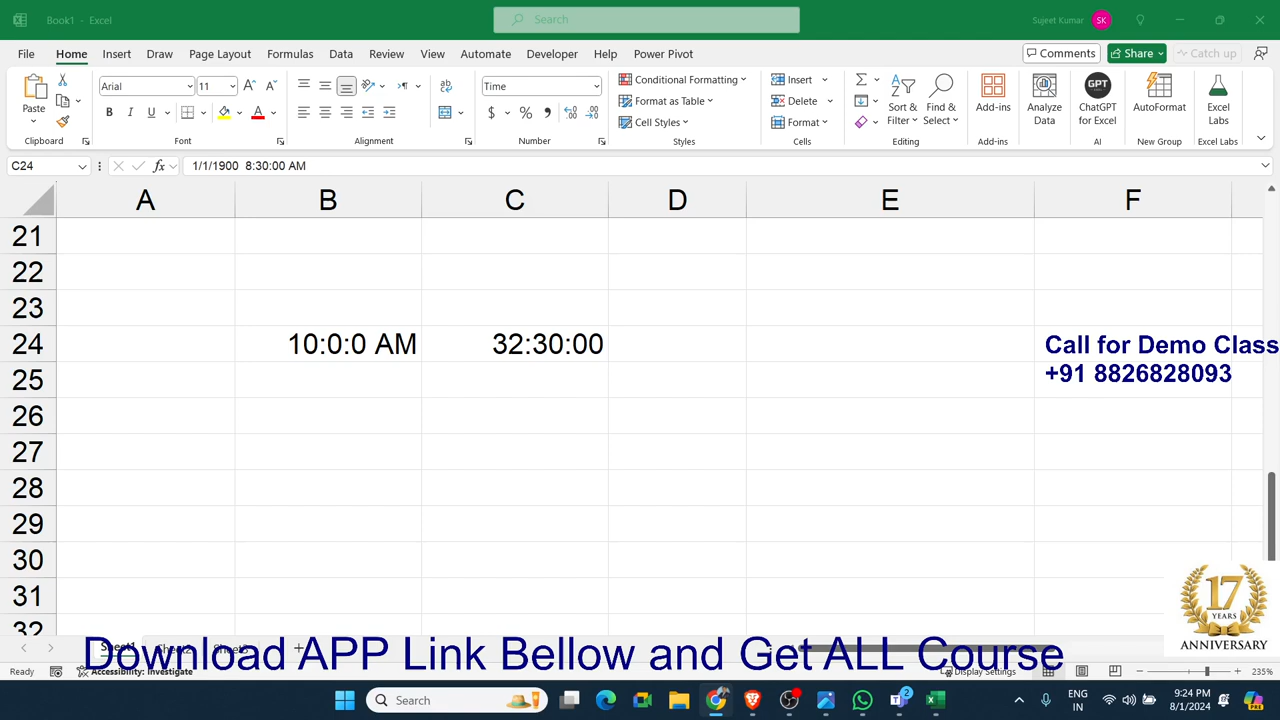 Book1 - Excel
Search
Sujeet Kumar SK
File Home Insert Draw Page Layout Formulas Data Review View Automate Developer Help Power Pivot
Comments Share Catch up
Paste
Arial 11
B I U
Time
$ % ,
Conditional Formatting
Format as Table
Cell Styles
Insert
Delete
Format
Sort & Filter
Find & Select
Add-ins
Analyze Data
GPT
ChatGPT for Excel
AutoFormat
Excel Labs
Clipboard Font Alignment Number Styles Cells Editing Add-ins AI New Group Excel Labs
C24 fx 1/1/1900 8:30:00 AM
A B C D E F
21
22
23
24 10:0:0 AM 32:30:00 Call for Demo Class
+91 8826828093
25
26
27
28
29
30
31
32
17
YEARS
ANNIVERSARY
Sheet1 Sheet2 Sheet3
Download APP Link Bellow and Get ALL Course
Ready Accessibility: Investigate Display Settings 235%
Search
2
ENG
IN
9:24 PM
8/1/2024